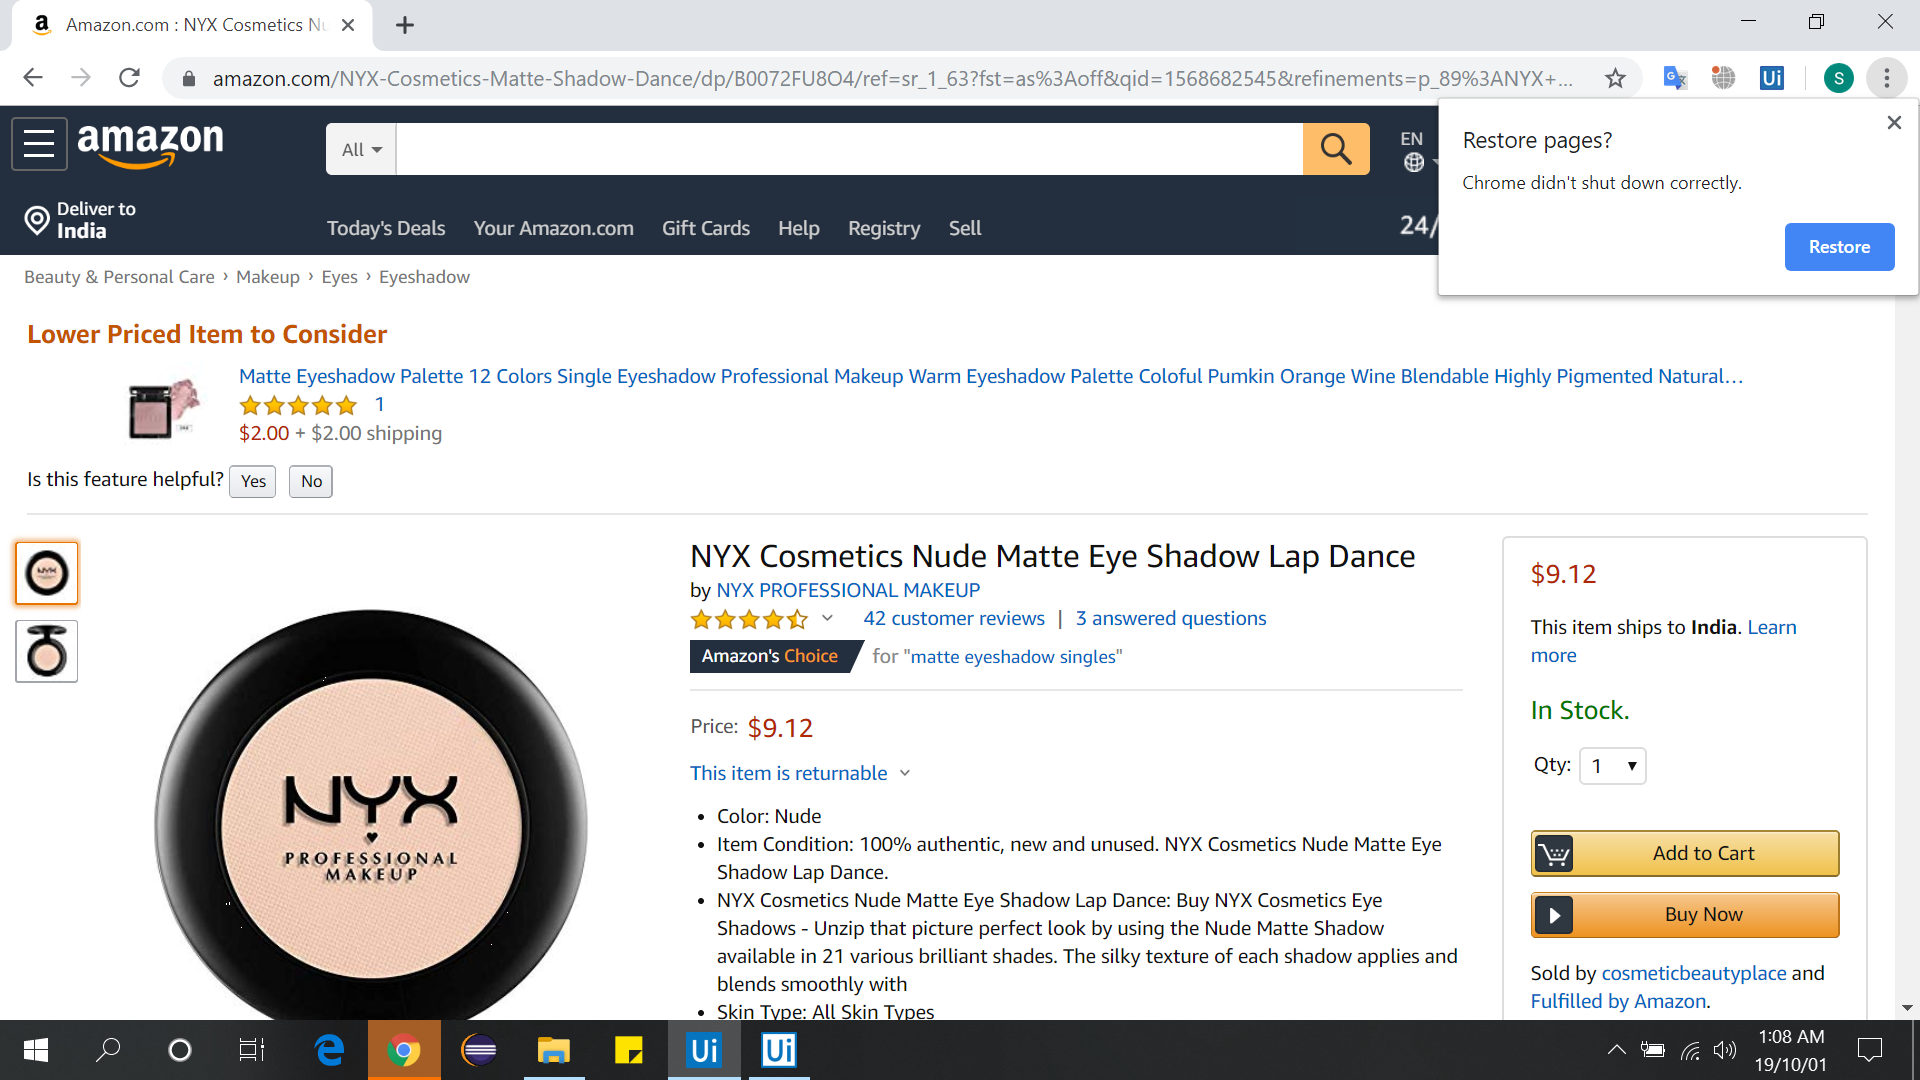 Amazon.com : NYX Cosmetics Nu
amazon.com/NYX-Cosmetics-Matte-Shadow-Dance/dp/B0072FU8O4/ref=sr_1_63?fst=as%3Aoff&qid=1568682545&refinements=p_89%3ANYX+...
S
Ui
amazon
All
EN
Restore pages?
Chrome didn't shut down correctly.
Restore
Deliver to
India
Today's Deals
Your Amazon.com
Gift Cards
Help
Registry
Sell
24/
Beauty & Personal Care › Makeup › Eyes › Eyeshadow
Lower Priced Item to Consider
Matte Eyeshadow Palette 12 Colors Single Eyeshadow Professional Makeup Warm Eyeshadow Palette Coloful Pumkin Orange Wine Blendable Highly Pigmented Natural…
1
$2.00 + $2.00 shipping
Is this feature helpful? Yes No
NYX Cosmetics Nude Matte Eye Shadow Lap Dance
by NYX PROFESSIONAL MAKEUP
42 customer reviews | 3 answered questions
Amazon's Choice for "matte eyeshadow singles"
Price: $9.12
This item is returnable
• Color: Nude
• Item Condition: 100% authentic, new and unused. NYX Cosmetics Nude Matte Eye
Shadow Lap Dance.
• NYX Cosmetics Nude Matte Eye Shadow Lap Dance: Buy NYX Cosmetics Eye
Shadows - Unzip that picture perfect look by using the Nude Matte Shadow
available in 21 various brilliant shades. The silky texture of each shadow applies and
blends smoothly with
• Skin Type: All Skin Types
NYX
PROFESSIONAL
MAKEUP
$9.12
This item ships to India. Learn
more
In Stock.
Qty: 1
Add to Cart
Buy Now
Sold by cosmeticbeautyplace and
Fulfilled by Amazon.
Ui
Ui
1:08 AM
19/10/01